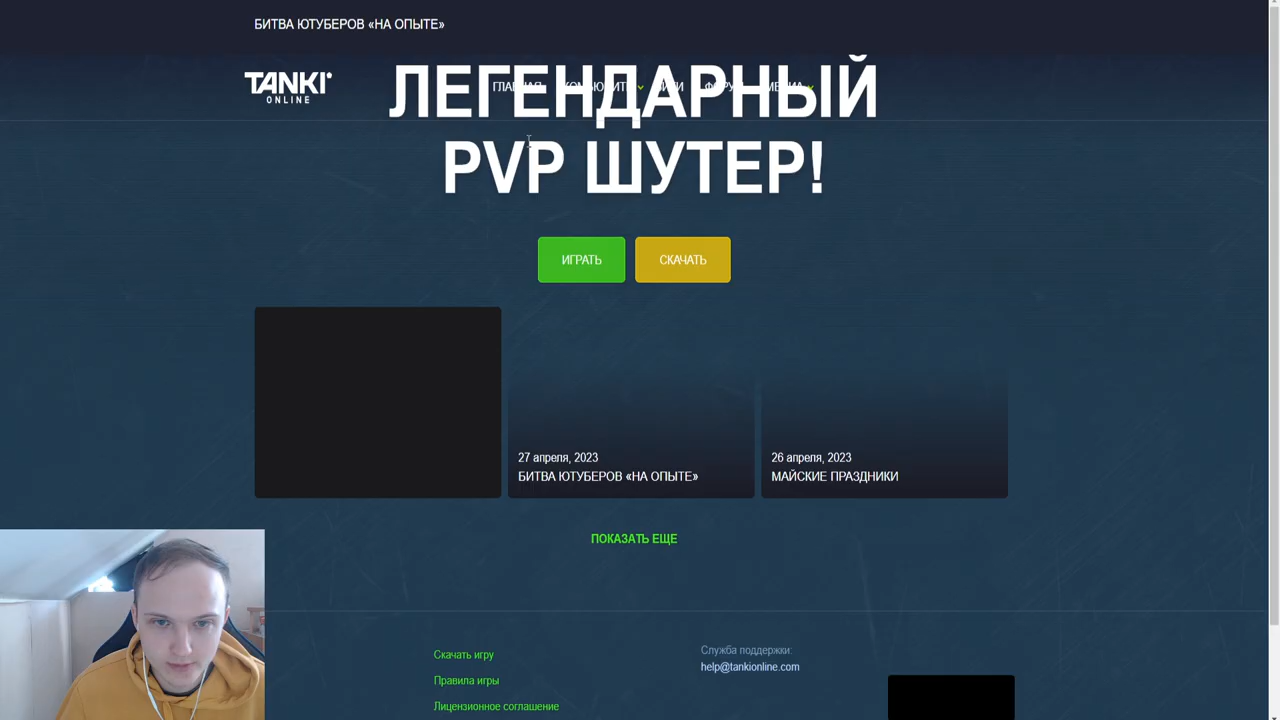 БИТВА ЮТУБЕРОВ «НА ОПЫТЕ»
TANKI
ONLINE
ЛЕГЕНДАРНЫЙ
PVP ШУТЕР!
ИГРАТЬ
СКАЧАТЬ
27 апреля, 2023
БИТВА ЮТУБЕРОВ «НА ОПЫТЕ»
26 апреля, 2023
МАЙСКИЕ ПРАЗДНИКИ
ПОКАЗАТЬ ЕЩЕ
Скачать игру
Правила игры
Лицензионное соглашение
Служба поддержки:
help@tankionline.com